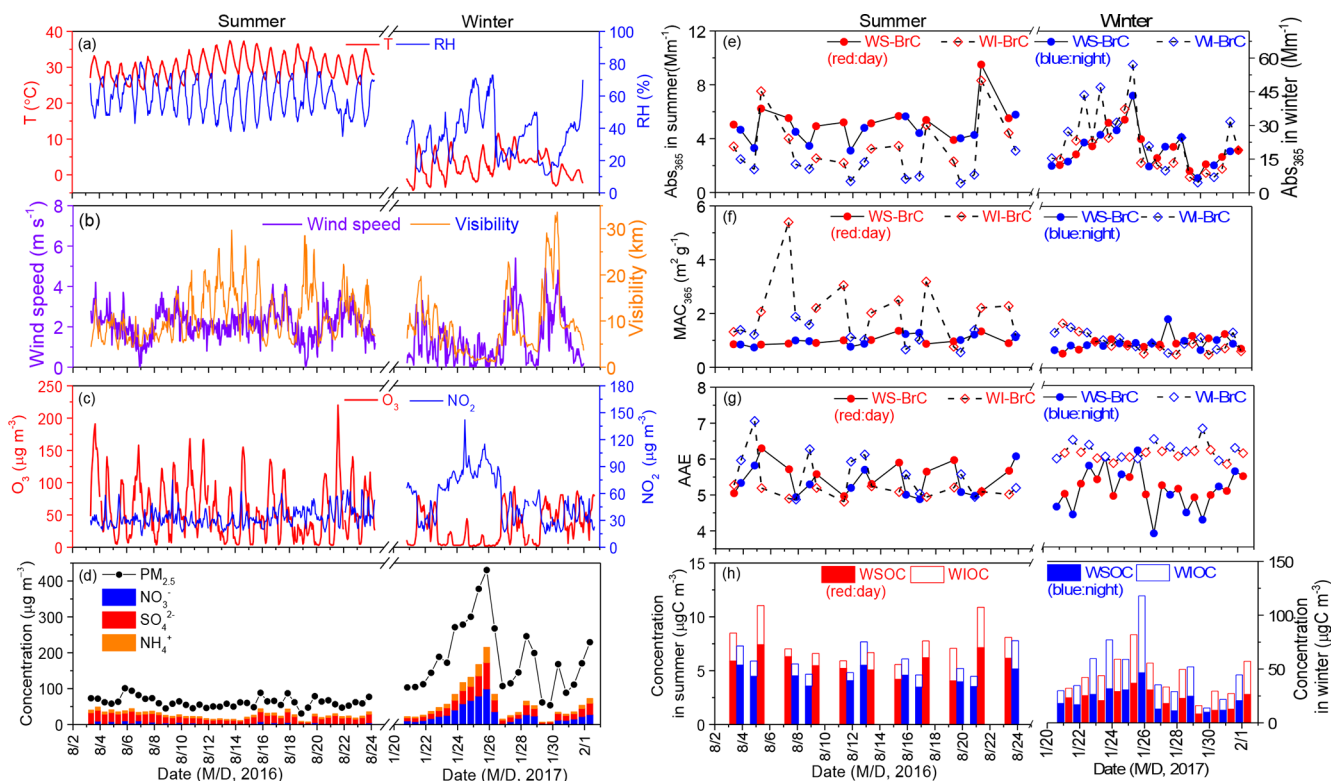 Summer
Winter
(a)
T
RH
T (°C)
40
30
20
10
0
RH (%)
100
80
60
40
20
0
(b)
Wind speed
Visibility
Wind speed (m s⁻¹)
8
6
4
2
0
Visibility (km)
30
20
10
0
(c)
O₃
NO₂
O₃ (μg m⁻³)
250
200
150
100
50
0
NO₂ (μg m⁻³)
180
150
120
90
60
30
0
(d)
PM₂.₅
NO₃⁻
SO₄²⁻
NH₄⁺
Concentration (μg m⁻³)
400
300
200
100
0
8/2 8/4 8/6 8/8 8/10 8/12 8/14 8/16 8/18 8/20 8/22 8/24 1/20 1/22 1/24 1/26 1/28 1/30 2/1
Date (M/D, 2016)
Date (M/D, 2017)
Summer
Winter
(e)
WS-BrC
WI-BrC
(red:day)
WS-BrC
WI-BrC
(blue:night)
Abs₃₆₅ in summer(Mm⁻¹)
12
8
4
0
Abs₃₆₅ in winter (Mm⁻¹)
60
45
30
15
0
(f)
WS-BrC
WI-BrC
(red:day)
WS-BrC
WI-BrC
(blue:night)
MAC₃₆₅ (m² g⁻¹)
6
4
2
0
(g)
WS-BrC
WI-BrC
(red:day)
WS-BrC
WI-BrC
(blue:night)
AAE
8
7
6
5
4
(h)
WSOC
WIOC
(red:day)
WSOC
WIOC
(blue:night)
Concentration
in summer (μgC m⁻³)
15
10
5
0
Concentration
in winter (μgC m⁻³)
150
100
50
0
8/2 8/4 8/6 8/8 8/10 8/12 8/14 8/16 8/18 8/20 8/22 8/24 1/20 1/22 1/24 1/26 1/28 1/30 2/1
Date (M/D, 2016)
Date (M/D, 2017)